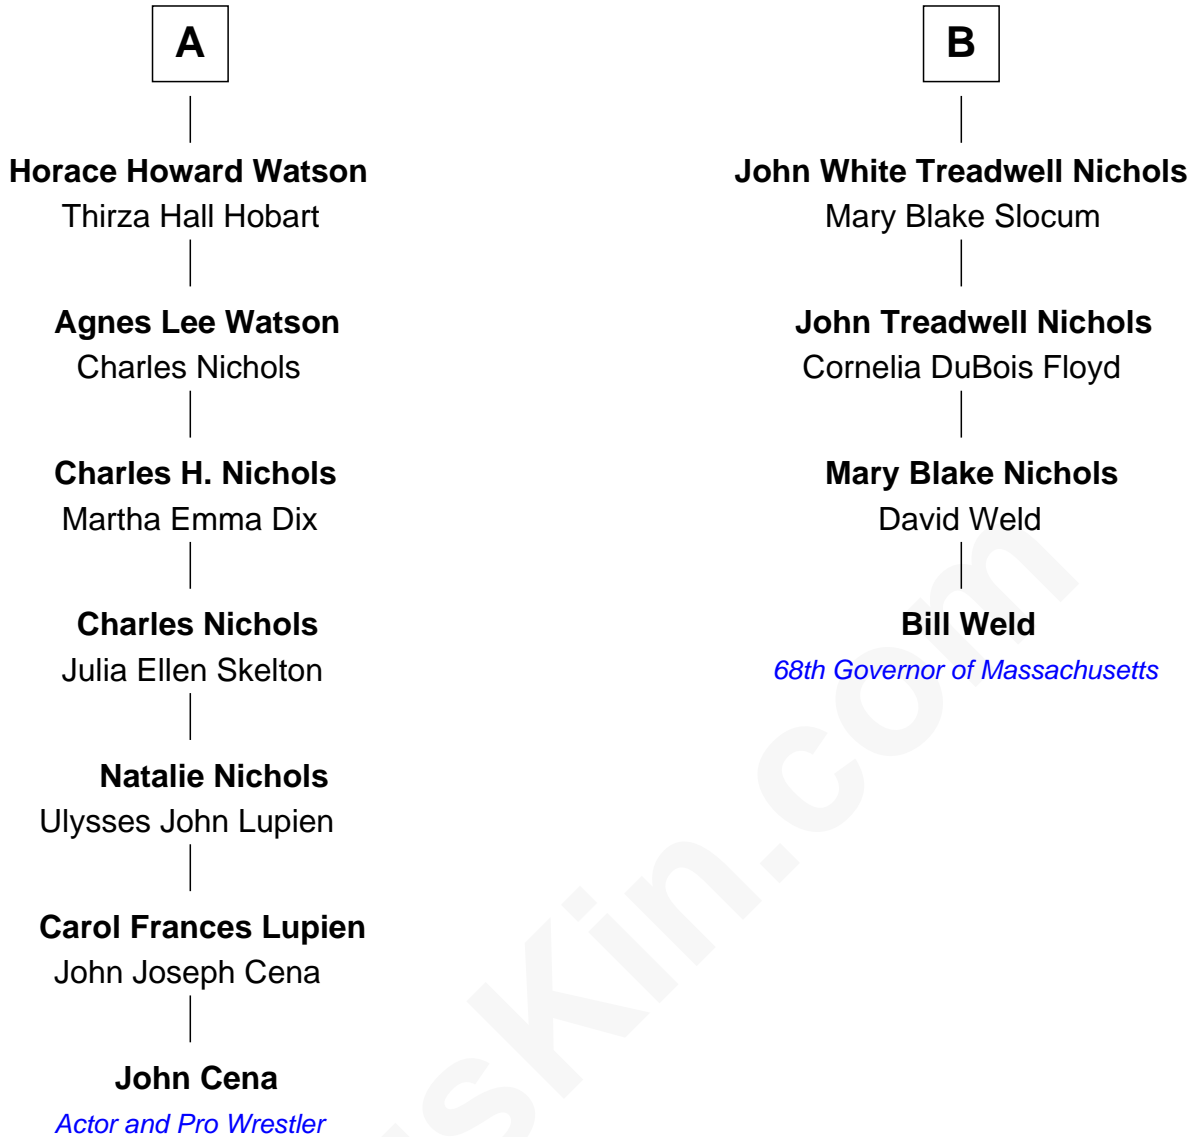 A
Horace Howard Watson
Thirza Hall Hobart
Agnes Lee Watson
Charles Nichols
Charles H. Nichols
Martha Emma Dix
Charles Nichols
Julia Ellen Skelton
Natalie Nichols
Ulysses John Lupien
Carol Frances Lupien
John Joseph Cena
John Cena
Actor and Pro Wrestler
B
John White Treadwell Nichols
Mary Blake Slocum
John Treadwell Nichols
Cornelia DuBois Floyd
Mary Blake Nichols
David Weld
Bill Weld
68th Governor of Massachusetts